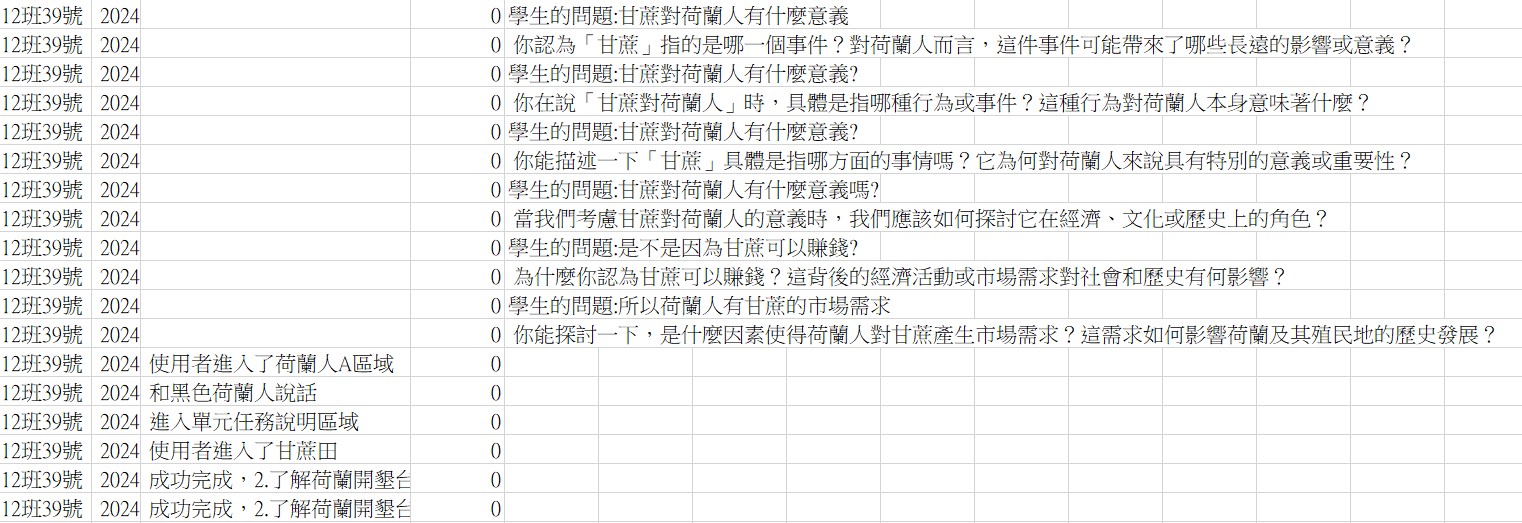 12班39號 2024 0 學生的問題:甘蔗對荷蘭人有什麼意義
12班39號 2024 0 你認為「甘蔗」指的是哪一個事件？對荷蘭人而言，這件事件可能帶來了哪些長遠的影響或意義？
12班39號 2024 0 學生的問題:甘蔗對荷蘭人有什麼意義?
12班39號 2024 0 你在說「甘蔗對荷蘭人」時，具體是指哪種行為或事件？這種行為對荷蘭人本身意味著什麼？
12班39號 2024 0 學生的問題:甘蔗對荷蘭人有什麼意義?
12班39號 2024 0 你能描述一下「甘蔗」具體是指哪方面的事情嗎？它為何對荷蘭人來說具有特別的意義或重要性？
12班39號 2024 0 學生的問題:甘蔗對荷蘭人有什麼意義嗎?
12班39號 2024 0 當我們考慮甘蔗對荷蘭人的意義時，我們應該如何探討它在經濟、文化或歷史上的角色？
12班39號 2024 0 學生的問題:是不是因為甘蔗可以賺錢?
12班39號 2024 0 為什麼你認為甘蔗可以賺錢？這背後的經濟活動或市場需求對社會和歷史有何影響？
12班39號 2024 0 學生的問題:所以荷蘭人有甘蔗的市場需求
12班39號 2024 0 你能探討一下，是什麼因素使得荷蘭人對甘蔗產生市場需求？這需求如何影響荷蘭及其殖民地的歷史發展？
12班39號 2024 使用者進入了荷蘭人A區域 0
12班39號 2024 和黑色荷蘭人說話 0
12班39號 2024 進入單元任務說明區域 0
12班39號 2024 使用者進入了甘蔗田 0
12班39號 2024 成功完成，2.了解荷蘭開墾台 0
12班39號 2024 成功完成，2.了解荷蘭開墾台 0